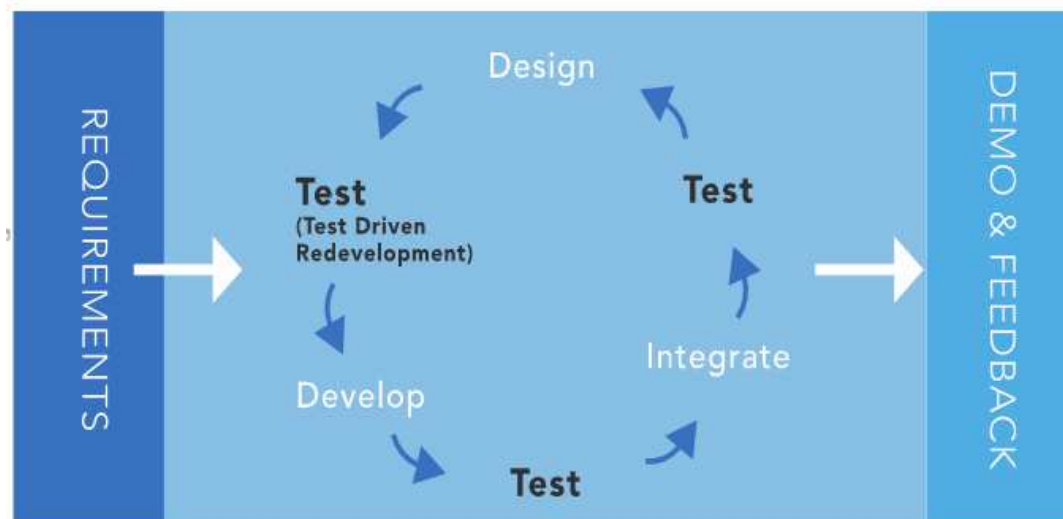 REQUIREMENTS
Design
Test
(Test Driven
Redevelopment)
Develop
Test
Integrate
Test
DEMO & FEEDBACK